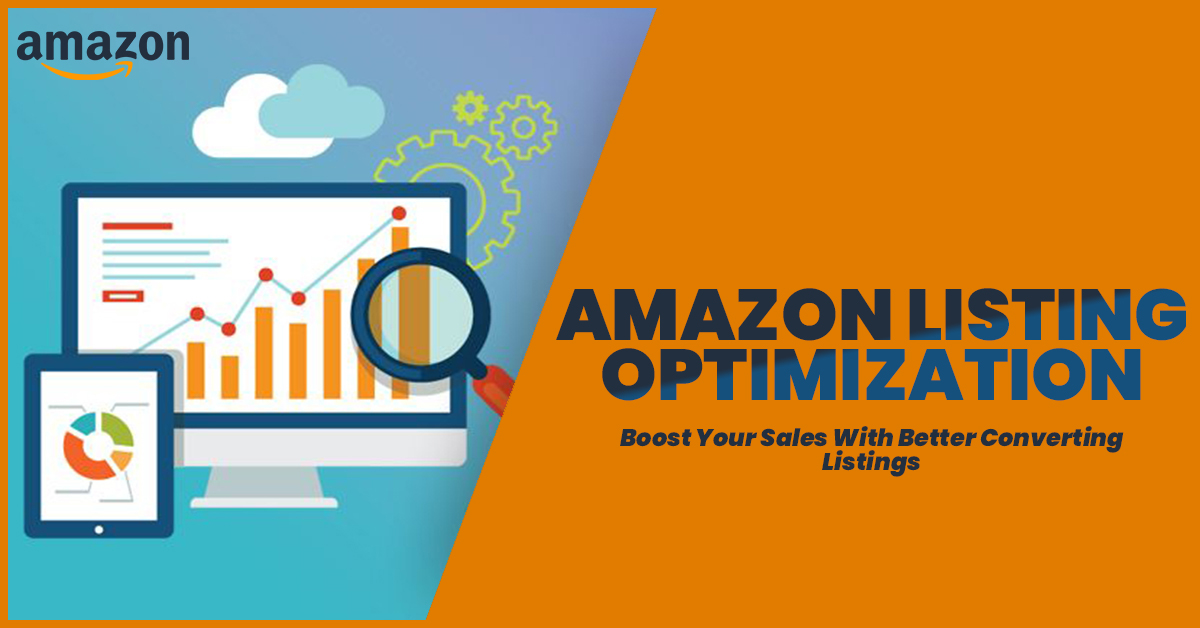 amazon
AMAZON LISTING
OPTIMIZATION
Boost Your Sales With Better Converting
Listings